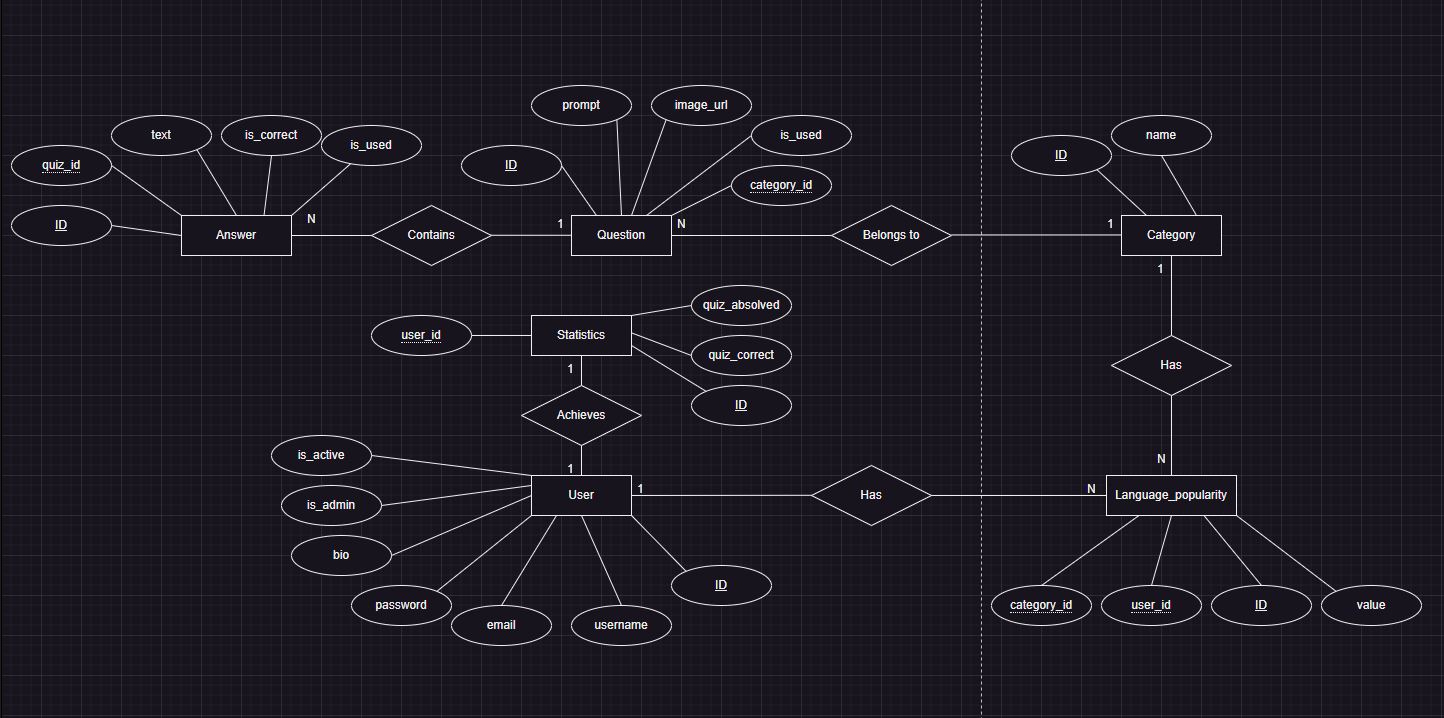 prompt
image_url
text
is_correct
is_used
is_used
name
quiz_id
ID
ID
category_id
ID
N
1
N
1
Answer
Contains
Question
Belongs to
Category
1
quiz_absolved
user_id
Statistics
quiz_correct
1
Has
ID
Achieves
is_active
1
N
User
1
Has
N
Language_popularity
is_admin
bio
ID
password
email
username
category_id
user_id
ID
value